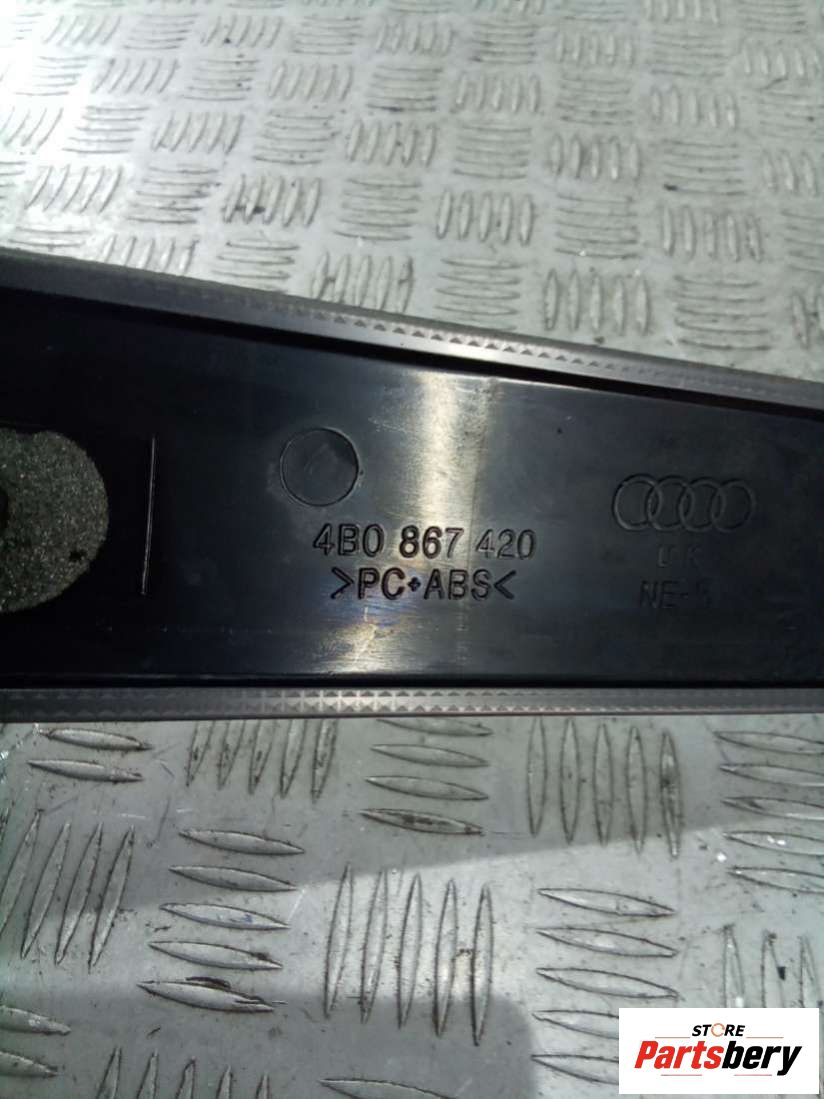 4B0 867 420
>PC+ABS<
STORE
Partsbery